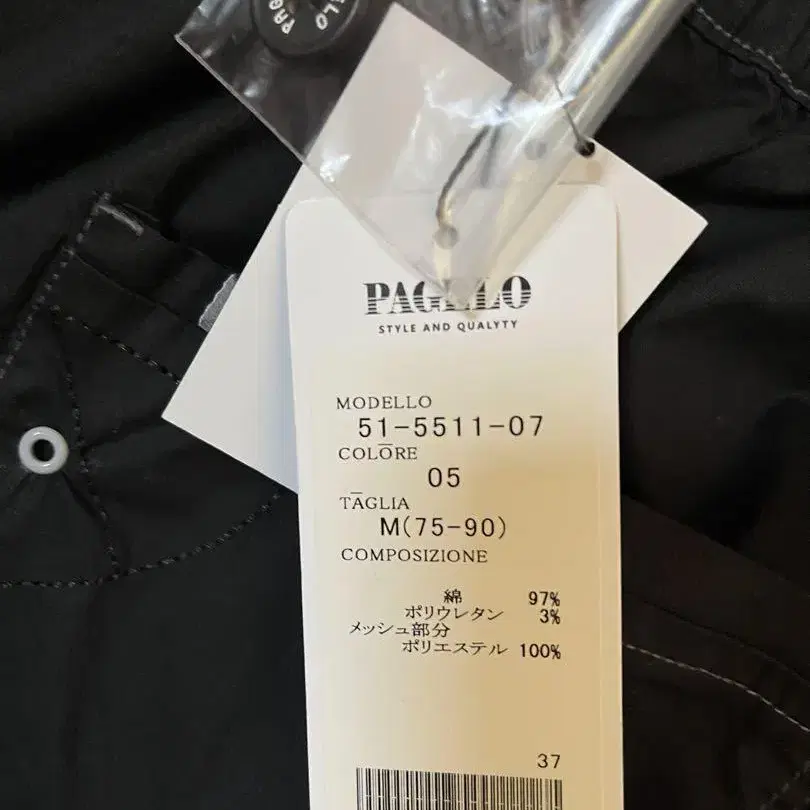 PAGELLO
STYLE AND QUALYTY
MODELLO
51-5511-07
COLORE
05
TAGLIA
M(75-90)
COMPOSIZIONE
綿 97%
ポリウレタン 3%
メッシュ部分
ポリエステル 100%
37